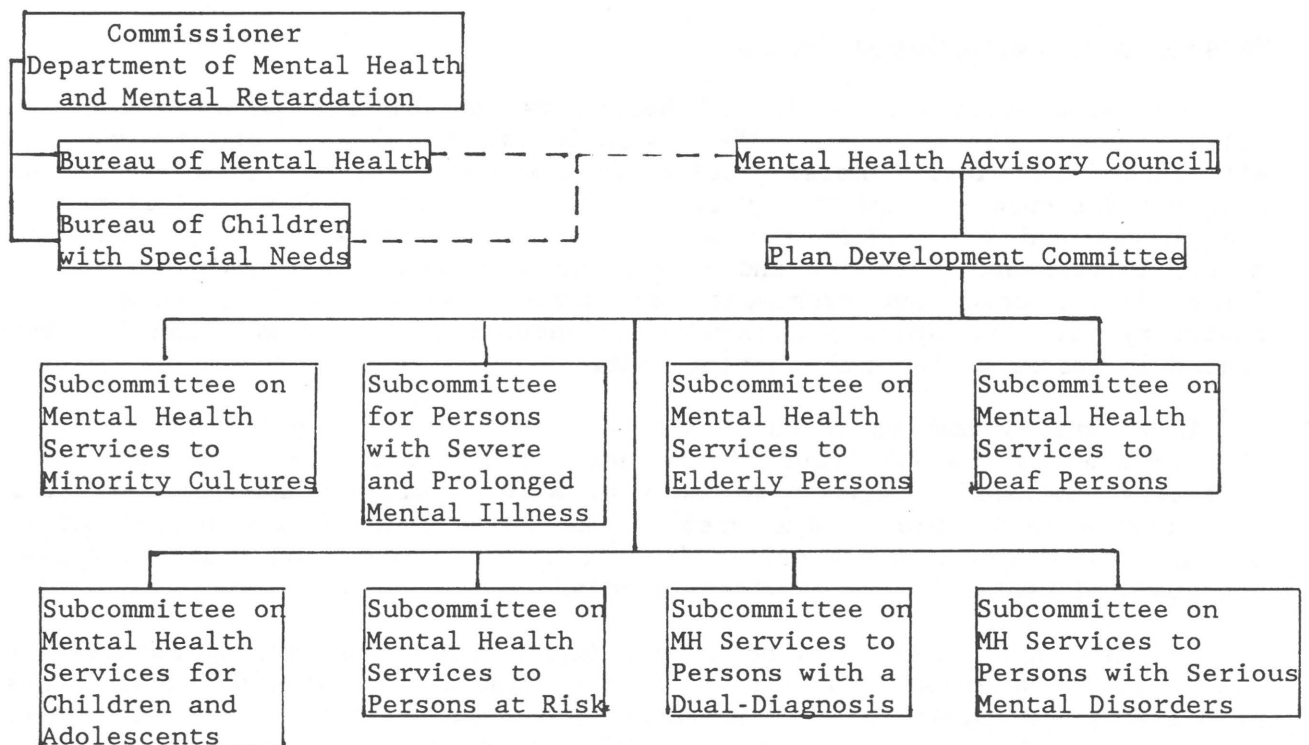 Commissioner
Department of Mental Health
and Mental Retardation
Bureau of Mental Health
Mental Health Advisory Council
Bureau of Children
with Special Needs
Plan Development Committee
Subcommittee on
Mental Health
Services to
Minority Cultures
Subcommittee
for Persons
with Severe
and Prolonged
Mental Illness
Subcommittee on
Mental Health
Services to
Elderly Persons
Subcommittee on
Mental Health
Services to
Deaf Persons
Subcommittee on
Mental Health
Services for
Children and
Adolescents
Subcommittee on
Mental Health
Services to
Persons at Risk
Subcommittee on
MH Services to
Persons with a
Dual-Diagnosis
Subcommittee on
MH Services to
Persons with Serious
Mental Disorders